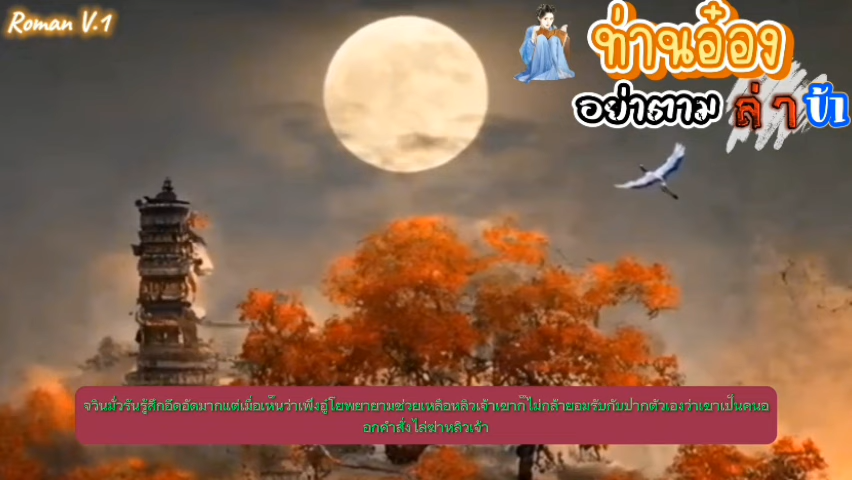 Roman V.1
ท่านอ๋อง
อย่าตาม ล่า ข้า
จวินมั่วรันรู้สึกอึดอัดมากแต่เมื่อเห็นว่าเฟิงอู๋โยพยายามช่วยเหลือหลิวเจ้าเขาก็ไม่กล้ายอมรับกับปากตัวเองว่าเขาเป็นคนอ
อกคำสั่งไล่ฆ่าหลิวเจ้า